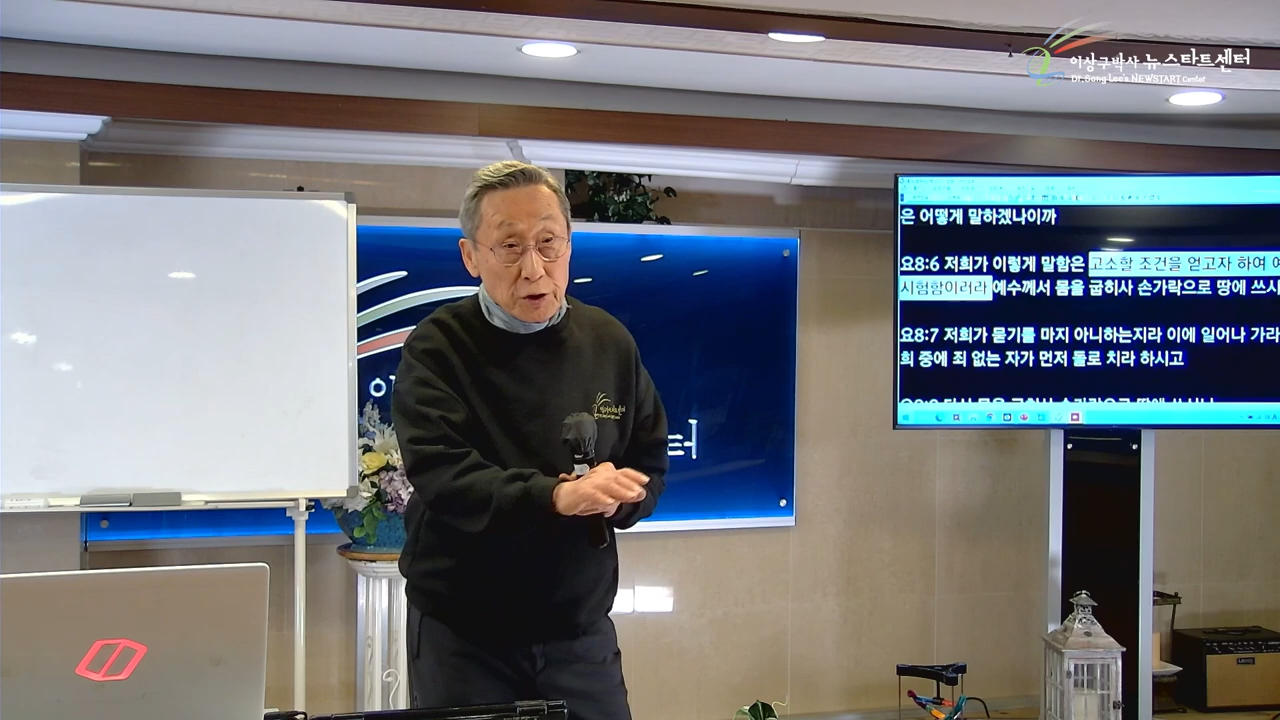 이상구박사 뉴스타트센터
Dr. Sang Lee's NEWSTART Center
은 어떻게 말하겠나이까
요8:6 저희가 이렇게 말함은 고소할 조건을 얻고자 하여 예
시험함이러라 예수께서 몸을 굽히사 손가락으로 땅에 쓰시
요8:7 저희가 묻기를 마지 아니하는지라 이에 일어나 가라
희 중에 죄 없는 자가 먼저 돌로 치라 하시고
터